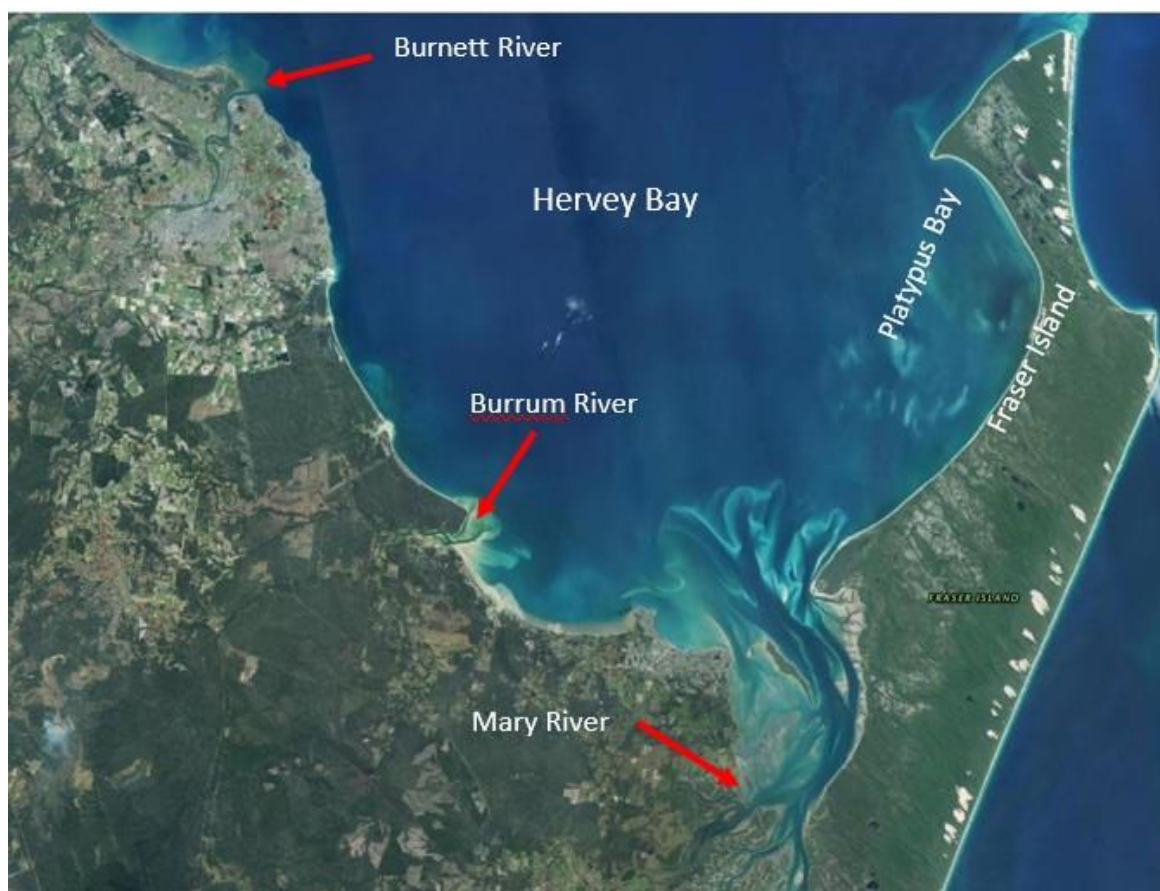 Burnett River
Hervey Bay
Platypus Bay
Fraser Island
Burrum River
FRASER ISLAND
Mary River